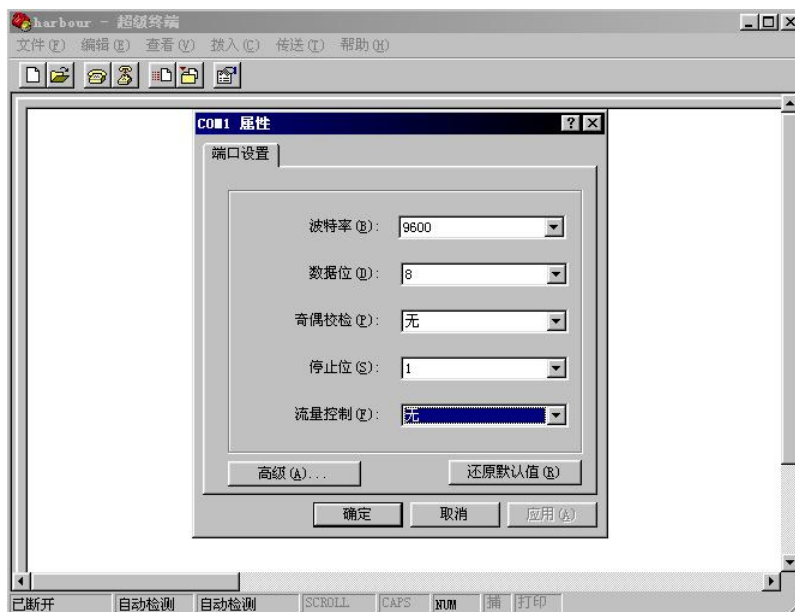 harbour - 超级终端
文件(F) 编辑(E) 查看(V) 拨入(C) 传送(T) 帮助(H)
COM1 属性
端口设置
波特率(B): 9600
数据位(D): 8
奇偶校检(P): 无
停止位(S): 1
流量控制(F): 无
高级(A)... 还原默认值(R)
确定 取消 应用(A)
已断开 自动检测 自动检测 SCROLL CAPS NUM 捕 打印